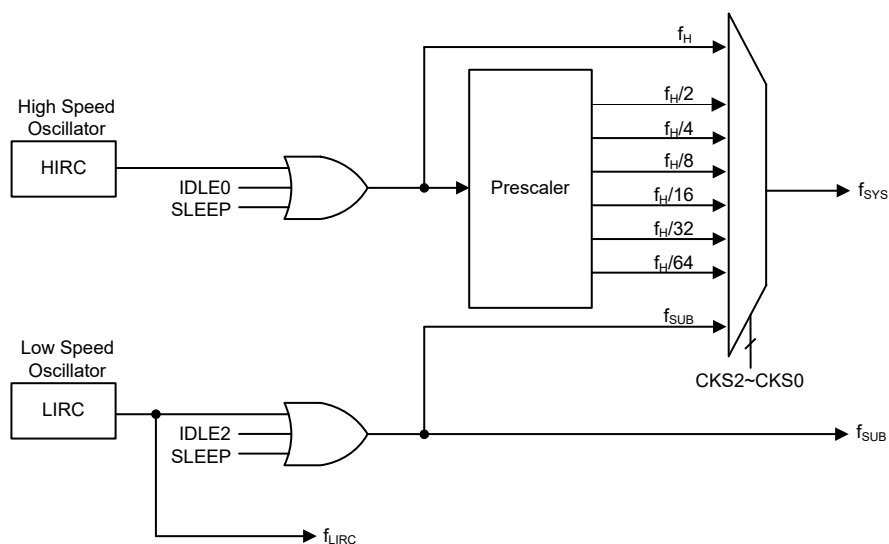 High Speed
Oscillator
HIRC
IDLE0
SLEEP
Prescaler
fH
fH/2
fH/4
fH/8
fH/16
fH/32
fH/64
fSUB
fSYS
CKS2~CKS0
Low Speed
Oscillator
LIRC
IDLE2
SLEEP
fSUB
fLIRC